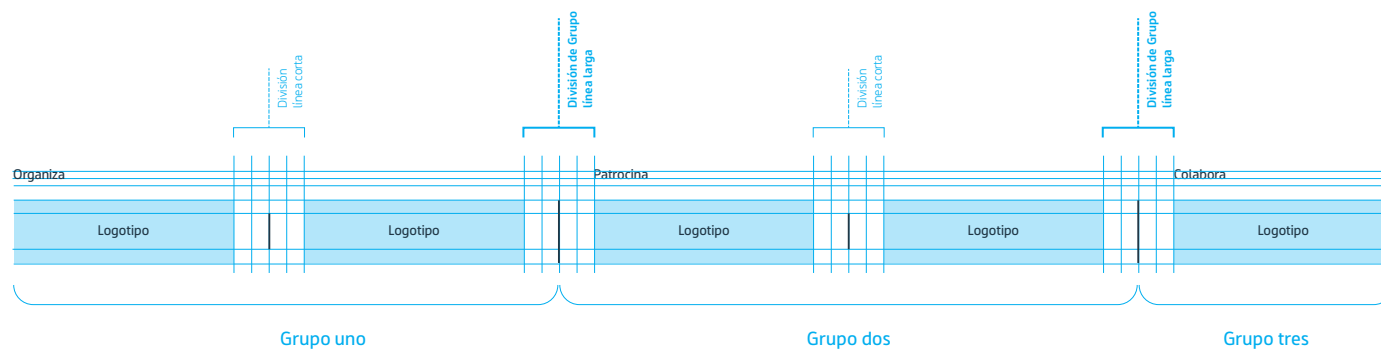 División
línea corta
División de Grupo
línea larga
División
línea corta
División de Grupo
línea larga
Organiza
Patrocina
Colabora
Logotipo
Logotipo
Logotipo
Logotipo
Logotipo
Grupo uno
Grupo dos
Grupo tres